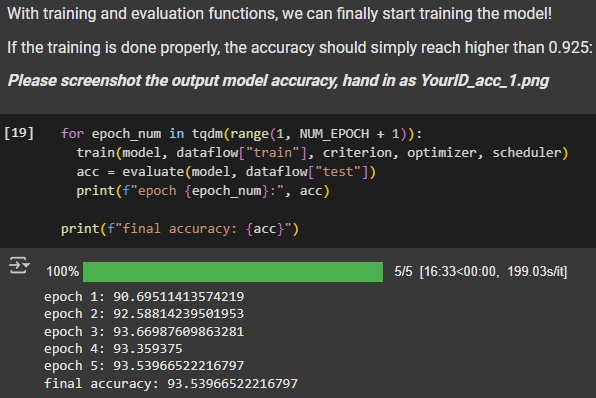 With training and evaluation functions, we can finally start training the model!
If the training is done properly, the accuracy should simply reach higher than 0.925:
Please screenshot the output model accuracy, hand in as YourID_acc_1.png
[19] for epoch_num in tqdm(range(1, NUM_EPOCH + 1)):
train(model, dataflow["train"], criterion, optimizer, scheduler)
acc = evaluate(model, dataflow["test"])
print(f"epoch {epoch_num}:", acc)
print(f"final accuracy: {acc}")
100% 5/5 [16:33<00:00, 199.03s/it]
epoch 1: 90.69511413574219
epoch 2: 92.58814239501953
epoch 3: 93.66987609863281
epoch 4: 93.359375
epoch 5: 93.53966522216797
final accuracy: 93.53966522216797